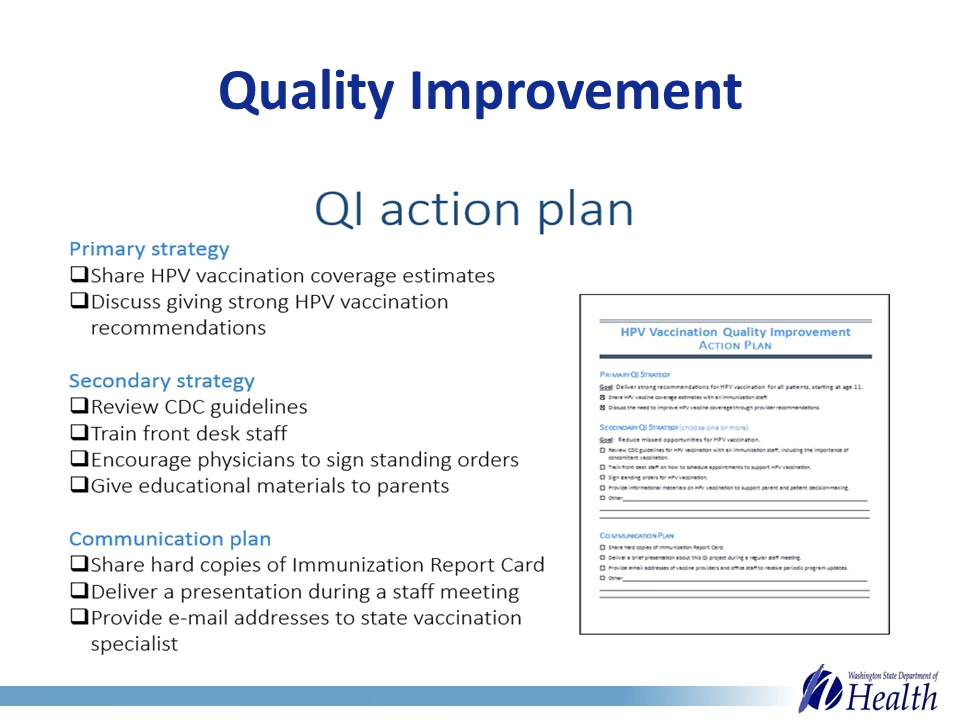 Quality Improvement
QI action plan
Primary strategy
Share HPV vaccination coverage estimates
Discuss giving strong HPV vaccination
recommendations
Secondary strategy
Review CDC guidelines
Train front desk staff
Encourage physicians to sign standing orders
Give educational materials to parents
Communication plan
Share hard copies of Immunization Report Card
Deliver a presentation during a staff meeting
Provide e-mail addresses to state vaccination
specialist
HPV Vaccination Quality Improvement
ACTION PLAN
PRIMARY QI STRATEGY
Goal: Deliver strong recommendations for HPV vaccination for all patients, starting at age 11.
Share HPV vaccine coverage estimates with all immunization staff.
Discuss the need to improve HPV vaccine coverage through provider recommendations.
SECONDARY QI STRATEGY (choose one or more)
Goal: Reduce missed opportunities for HPV vaccination.
Review CDC guidelines for HPV vaccination with all immunization staff, including the importance of
concomitant vaccination.
Train front desk staff on how to schedule appointments to support HPV vaccination.
Sign standing orders for HPV vaccination.
Provide informational materials on HPV vaccination to support parent and patient decision-making.
Other
COMMUNICATION PLAN
Share hard copies of Immunization Report Card.
Deliver a brief presentation about this QI project during a regular staff meeting.
Provide email addresses of vaccine providers and office staff to receive periodic program updates.
Other
Washington State Department of
Health